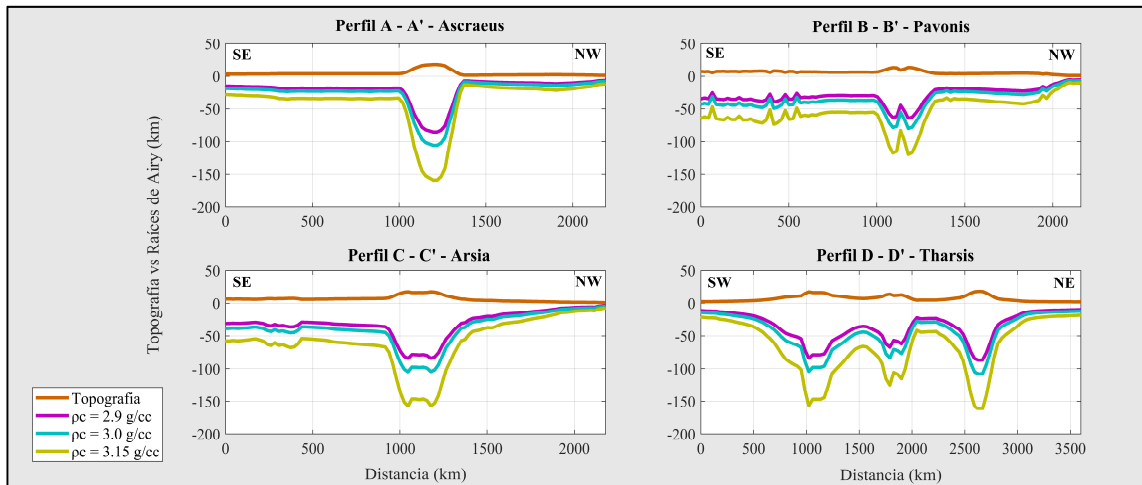 Perfil A - A' - Ascraeus
SE
NW
50
0
-50
-100
-150
-200
0
500
1000
1500
2000
Perfil B - B' - Pavonis
SE
NW
50
0
-50
-100
-150
-200
0
500
1000
1500
2000
Topografía vs Raíces de Airy (km)
Perfil C - C' - Arsia
SE
NW
50
0
-50
-100
-150
-200
0
500
1000
1500
2000
Distancia (km)
Perfil D - D' - Tharsis
SW
NE
50
0
-50
-100
-150
-200
0
500
1000
1500
2000
2500
3000
3500
Distancia (km)
Topografia
ρc = 2.9 g/cc
ρc = 3.0 g/cc
ρc = 3.15 g/cc